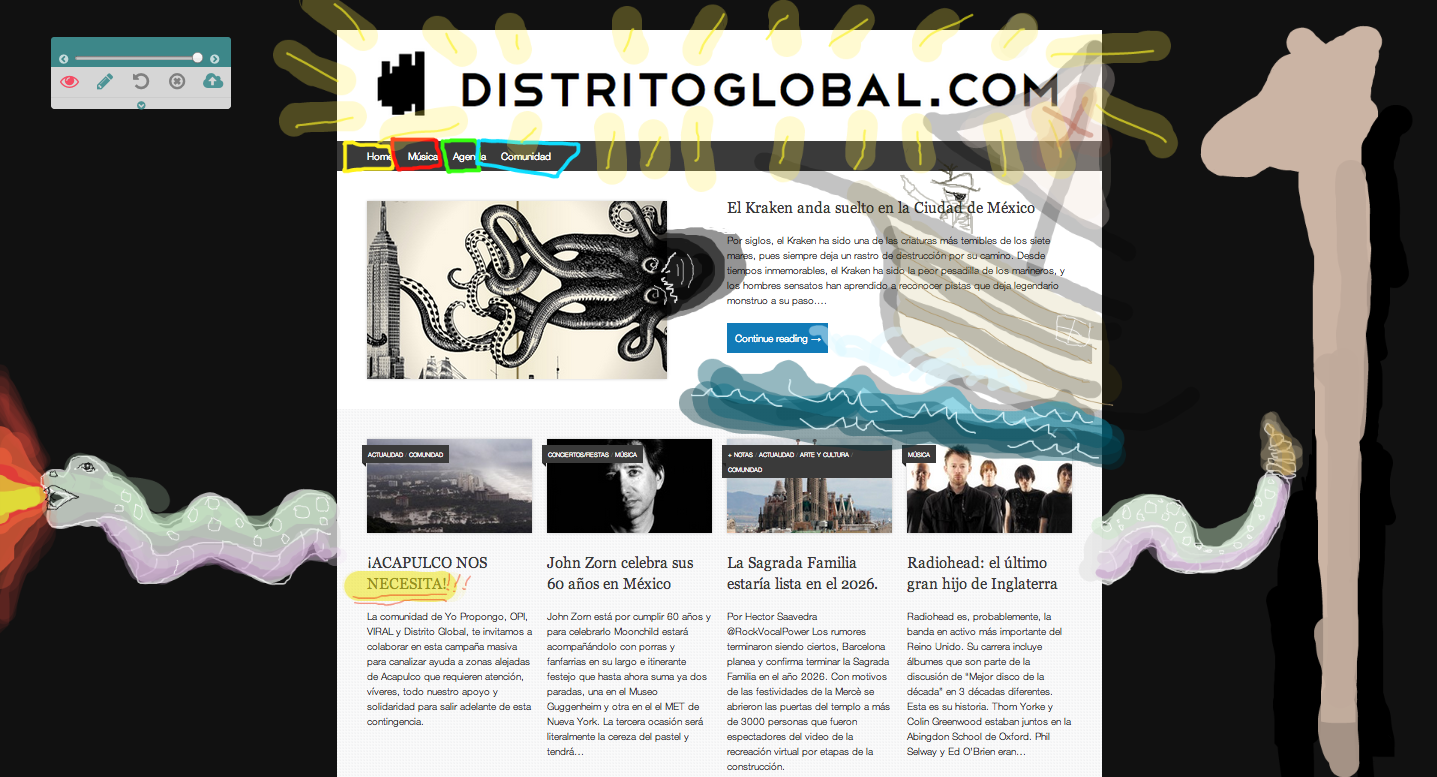 DISTRITOGLOBAL.COM
Home Música Agenda Comunidad
El Kraken anda suelto en la Ciudad de México
Por siglos, el Kraken ha sido una de las criaturas más temibles de los siete
mares, pues siempre deja un rastro de destrucción por su camino. Desde
tiempos inmemorables, el Kraken ha sido la peor pesadilla de los marineros, y
los hombres sensatos han aprendido a reconocer pistas que deja legendario
monstruo a su paso….
Continue reading →
ACTUALIDAD / COMUNIDAD
¡ACAPULCO NOS
NECESITA!
La comunidad de Yo Propongo, OPI,
VIRAL y Distrito Global, te invitamos a
colaborar en esta campaña masiva
para canalizar ayuda a zonas alejadas
de Acapulco que requieren atención,
víveres, todo nuestro apoyo y
solidaridad para salir adelante de esta
contingencia.
CONCIERTOS/FIESTAS / MÚSICA
John Zorn celebra sus
60 años en México
John Zorn está por cumplir 60 años y
para celebrarlo Moonchild estará
acompañándolo con porras y
fanfarrias en su largo e itinerante
festejo que hasta ahora suma ya dos
paradas, una en el Museo
Guggenheim y otra en el el MET de
Nueva York. La tercera ocasión será
literalmente la cereza del pastel y
tendrá…
+ NOTAS / ACTUALIDAD / ARTE Y CULTURA /
COMUNIDAD
La Sagrada Familia
estaría lista en el 2026.
Por Hector Saavedra
@RockVocalPower Los rumores
terminaron siendo ciertos, Barcelona
planea y confirma terminar la Sagrada
Familia en el año 2026. Con motivos
de las festividades de la Mercè se
abrieron las puertas del templo a más
de 3000 personas que fueron
espectadores del video de la
recreación virtual por etapas de la
construcción.
MÚSICA
Radiohead: el último
gran hijo de Inglaterra
Radiohead es, probablemente, la
banda en activo más importante del
Reino Unido. Su carrera incluye
álbumes que son parte de la
discusión de “Mejor disco de la
década” en 3 décadas diferentes.
Esta es su historia. Thom Yorke y
Colin Greenwood estaban juntos en la
Abingdon School de Oxford. Phil
Selway y Ed O’Brien eran…